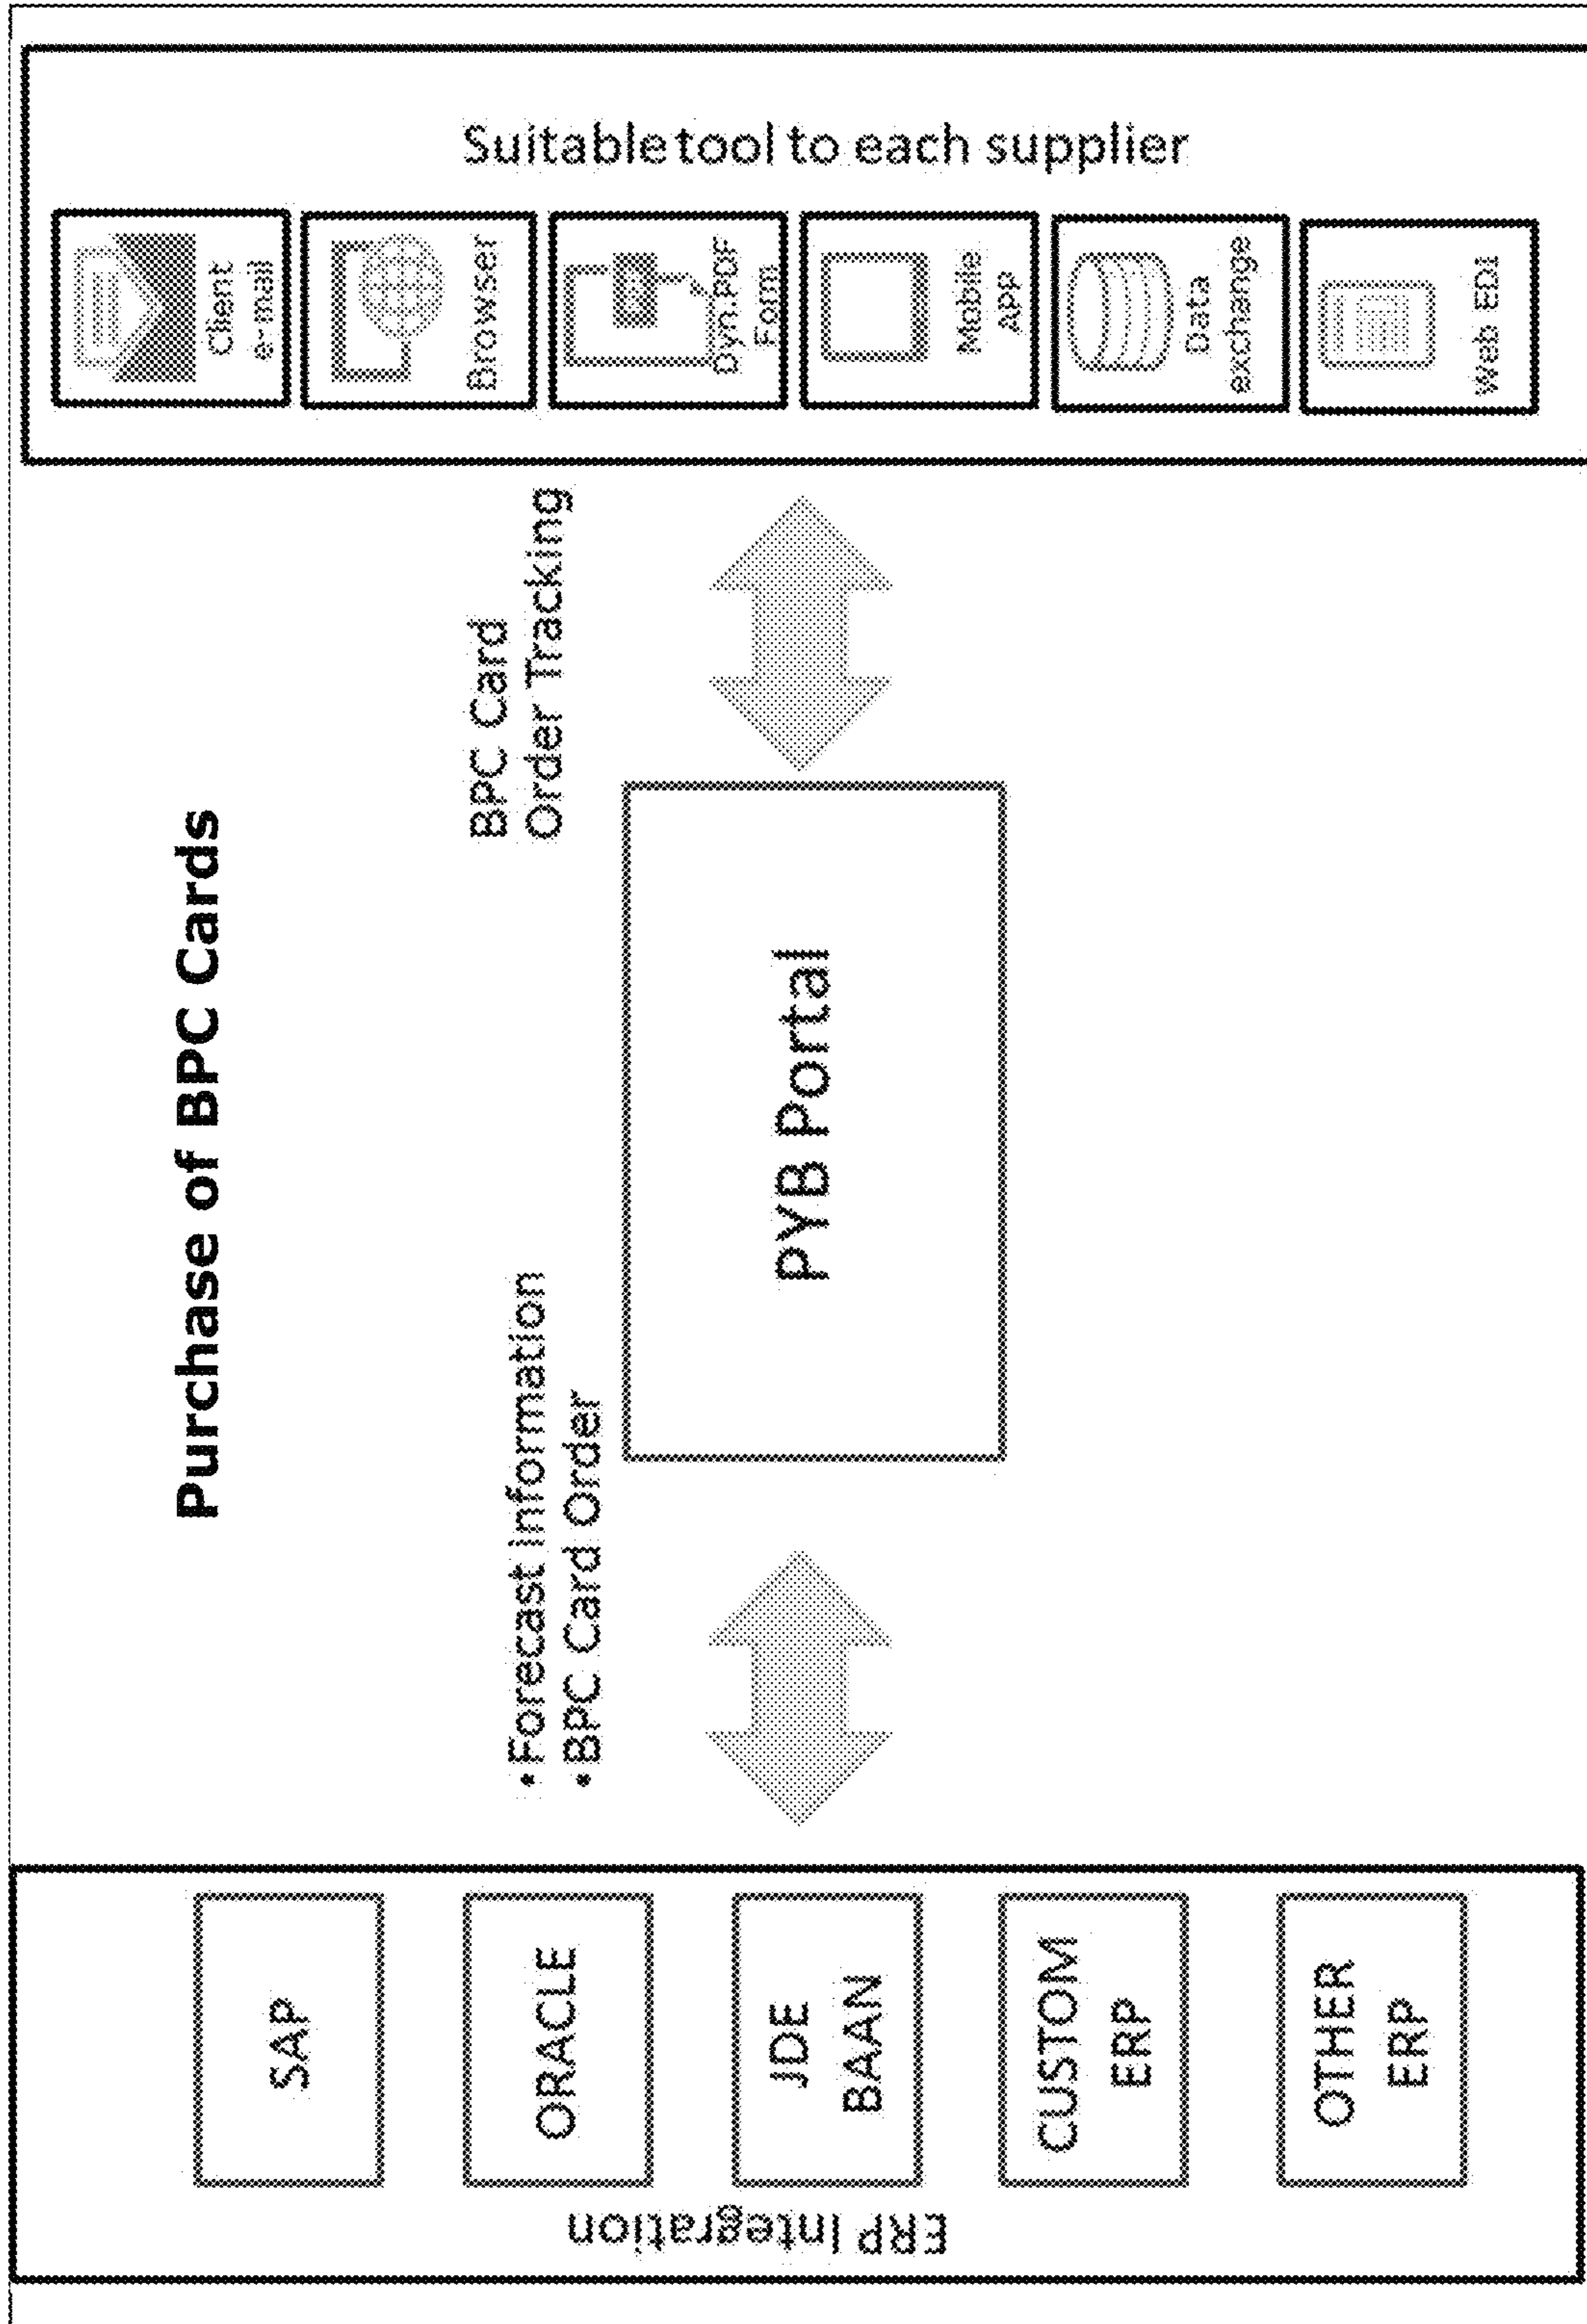 Purchase of BPC Cards
ERP Integration
SAP
ORACLE
JDE
BAAN
CUSTOM
ERP
OTHER
ERP
•Forecast Information
•BPC Card Order
PYB Portal
BPC Card
Order Tracking
Client
e-mail
Browser
Dyn.PDF
Form
Mobile
APP
Data
exchange
Web EDI
Suitable tool to each supplier